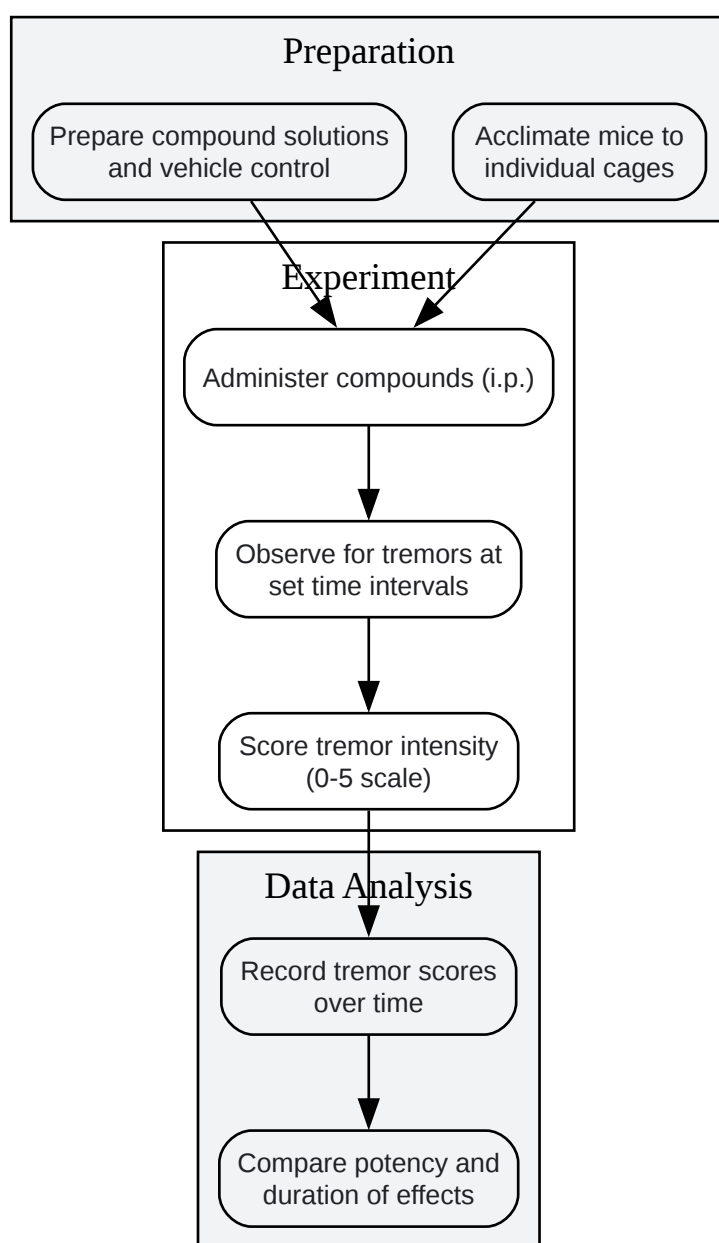 Preparation
Prepare compound solutions
and vehicle control
Acclimate mice to
individual cages
Experiment
Administer compounds (i.p.)
Observe for tremors at
set time intervals
Score tremor intensity
(0-5 scale)
Data Analysis
Record tremor scores
over time
Compare potency and
duration of effects